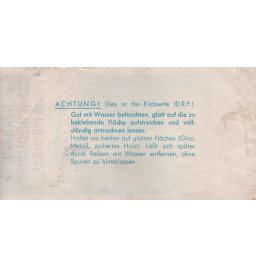 ACHTUNG! Dies ist die Klebseite (D.R.P.).
Gut mit Wasser befeuchten, glatt auf die zu
beklebende Fläche aufstreichen und voll-
ständig antrocknen lassen.
Haftet am besten auf glatten Flächen (Glas,
Metall, poliertes Holz). Läßt sich später
durch Reiben mit Wasser entfernen, ohne
Spuren zu hinterlassen.